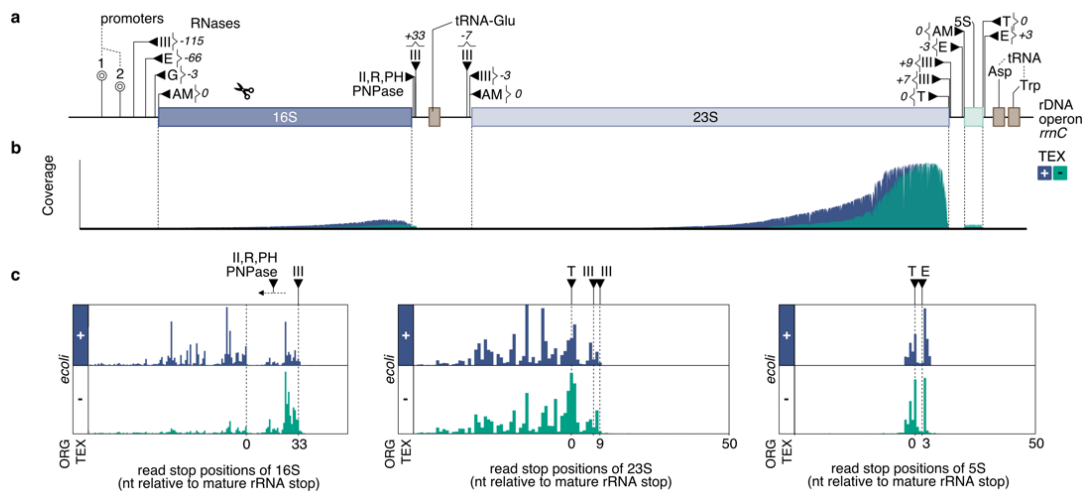 a
promoters
RNases
1
2
III -115
E -66
G -3
AM 0
+33
III
tRNA-Glu
-7
III
II,R,PH
PNPase
III -3
AM 0
0 AM
-3 E
+9 III
+7 III
0 T
5S
T 0
E +3
tRNA
Asp
Trp
16S
23S
rDNA
operon
rrnC
b
Coverage
TEX
+ -
c
II,R,PH
PNPase
III
T
III
III
T
E
ecoli
+
-
ORG
TEX
0
33
read stop positions of 16S
(nt relative to mature rRNA stop)
ecoli
+
-
ORG
TEX
0
9
50
read stop positions of 23S
(nt relative to mature rRNA stop)
ecoli
+
-
ORG
TEX
0
3
50
read stop positions of 5S
(nt relative to mature rRNA stop)